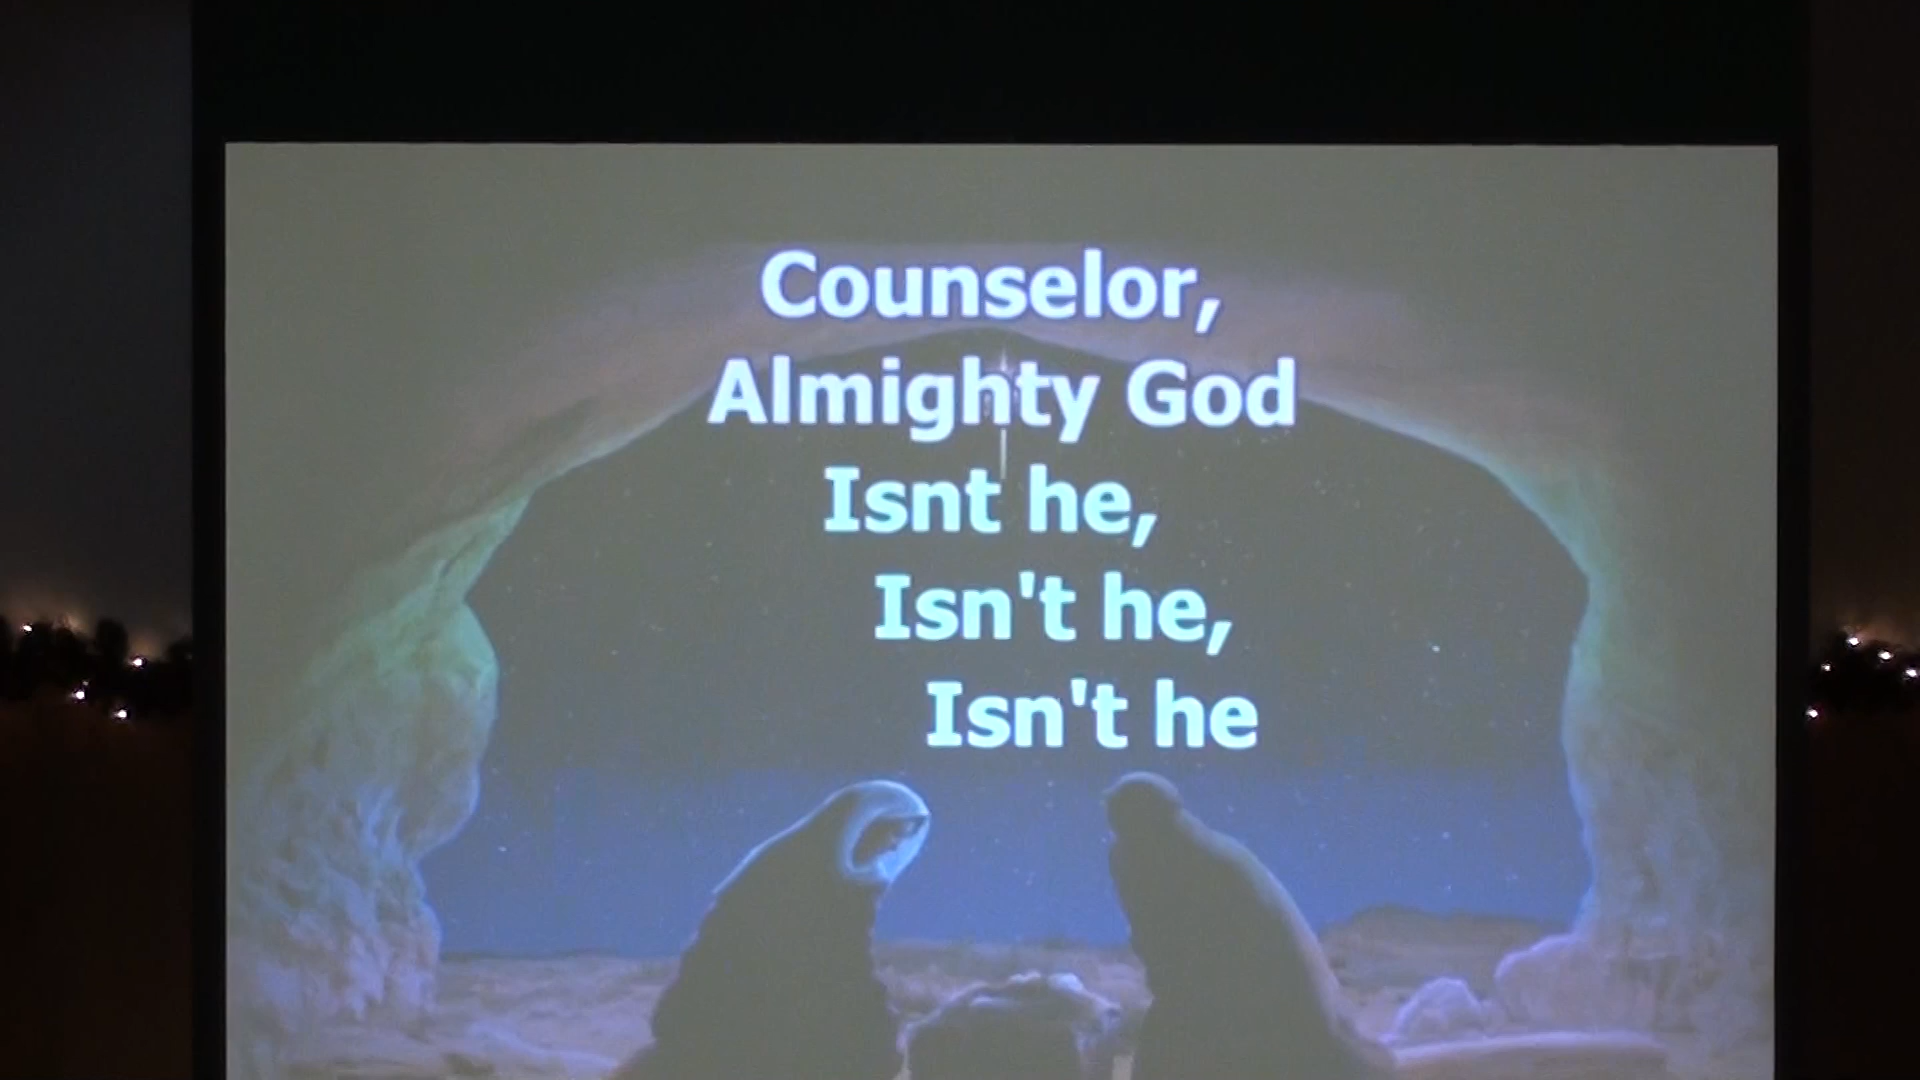 Counselor,
Almighty God
Isnt he,
Isn't he,
Isn't he